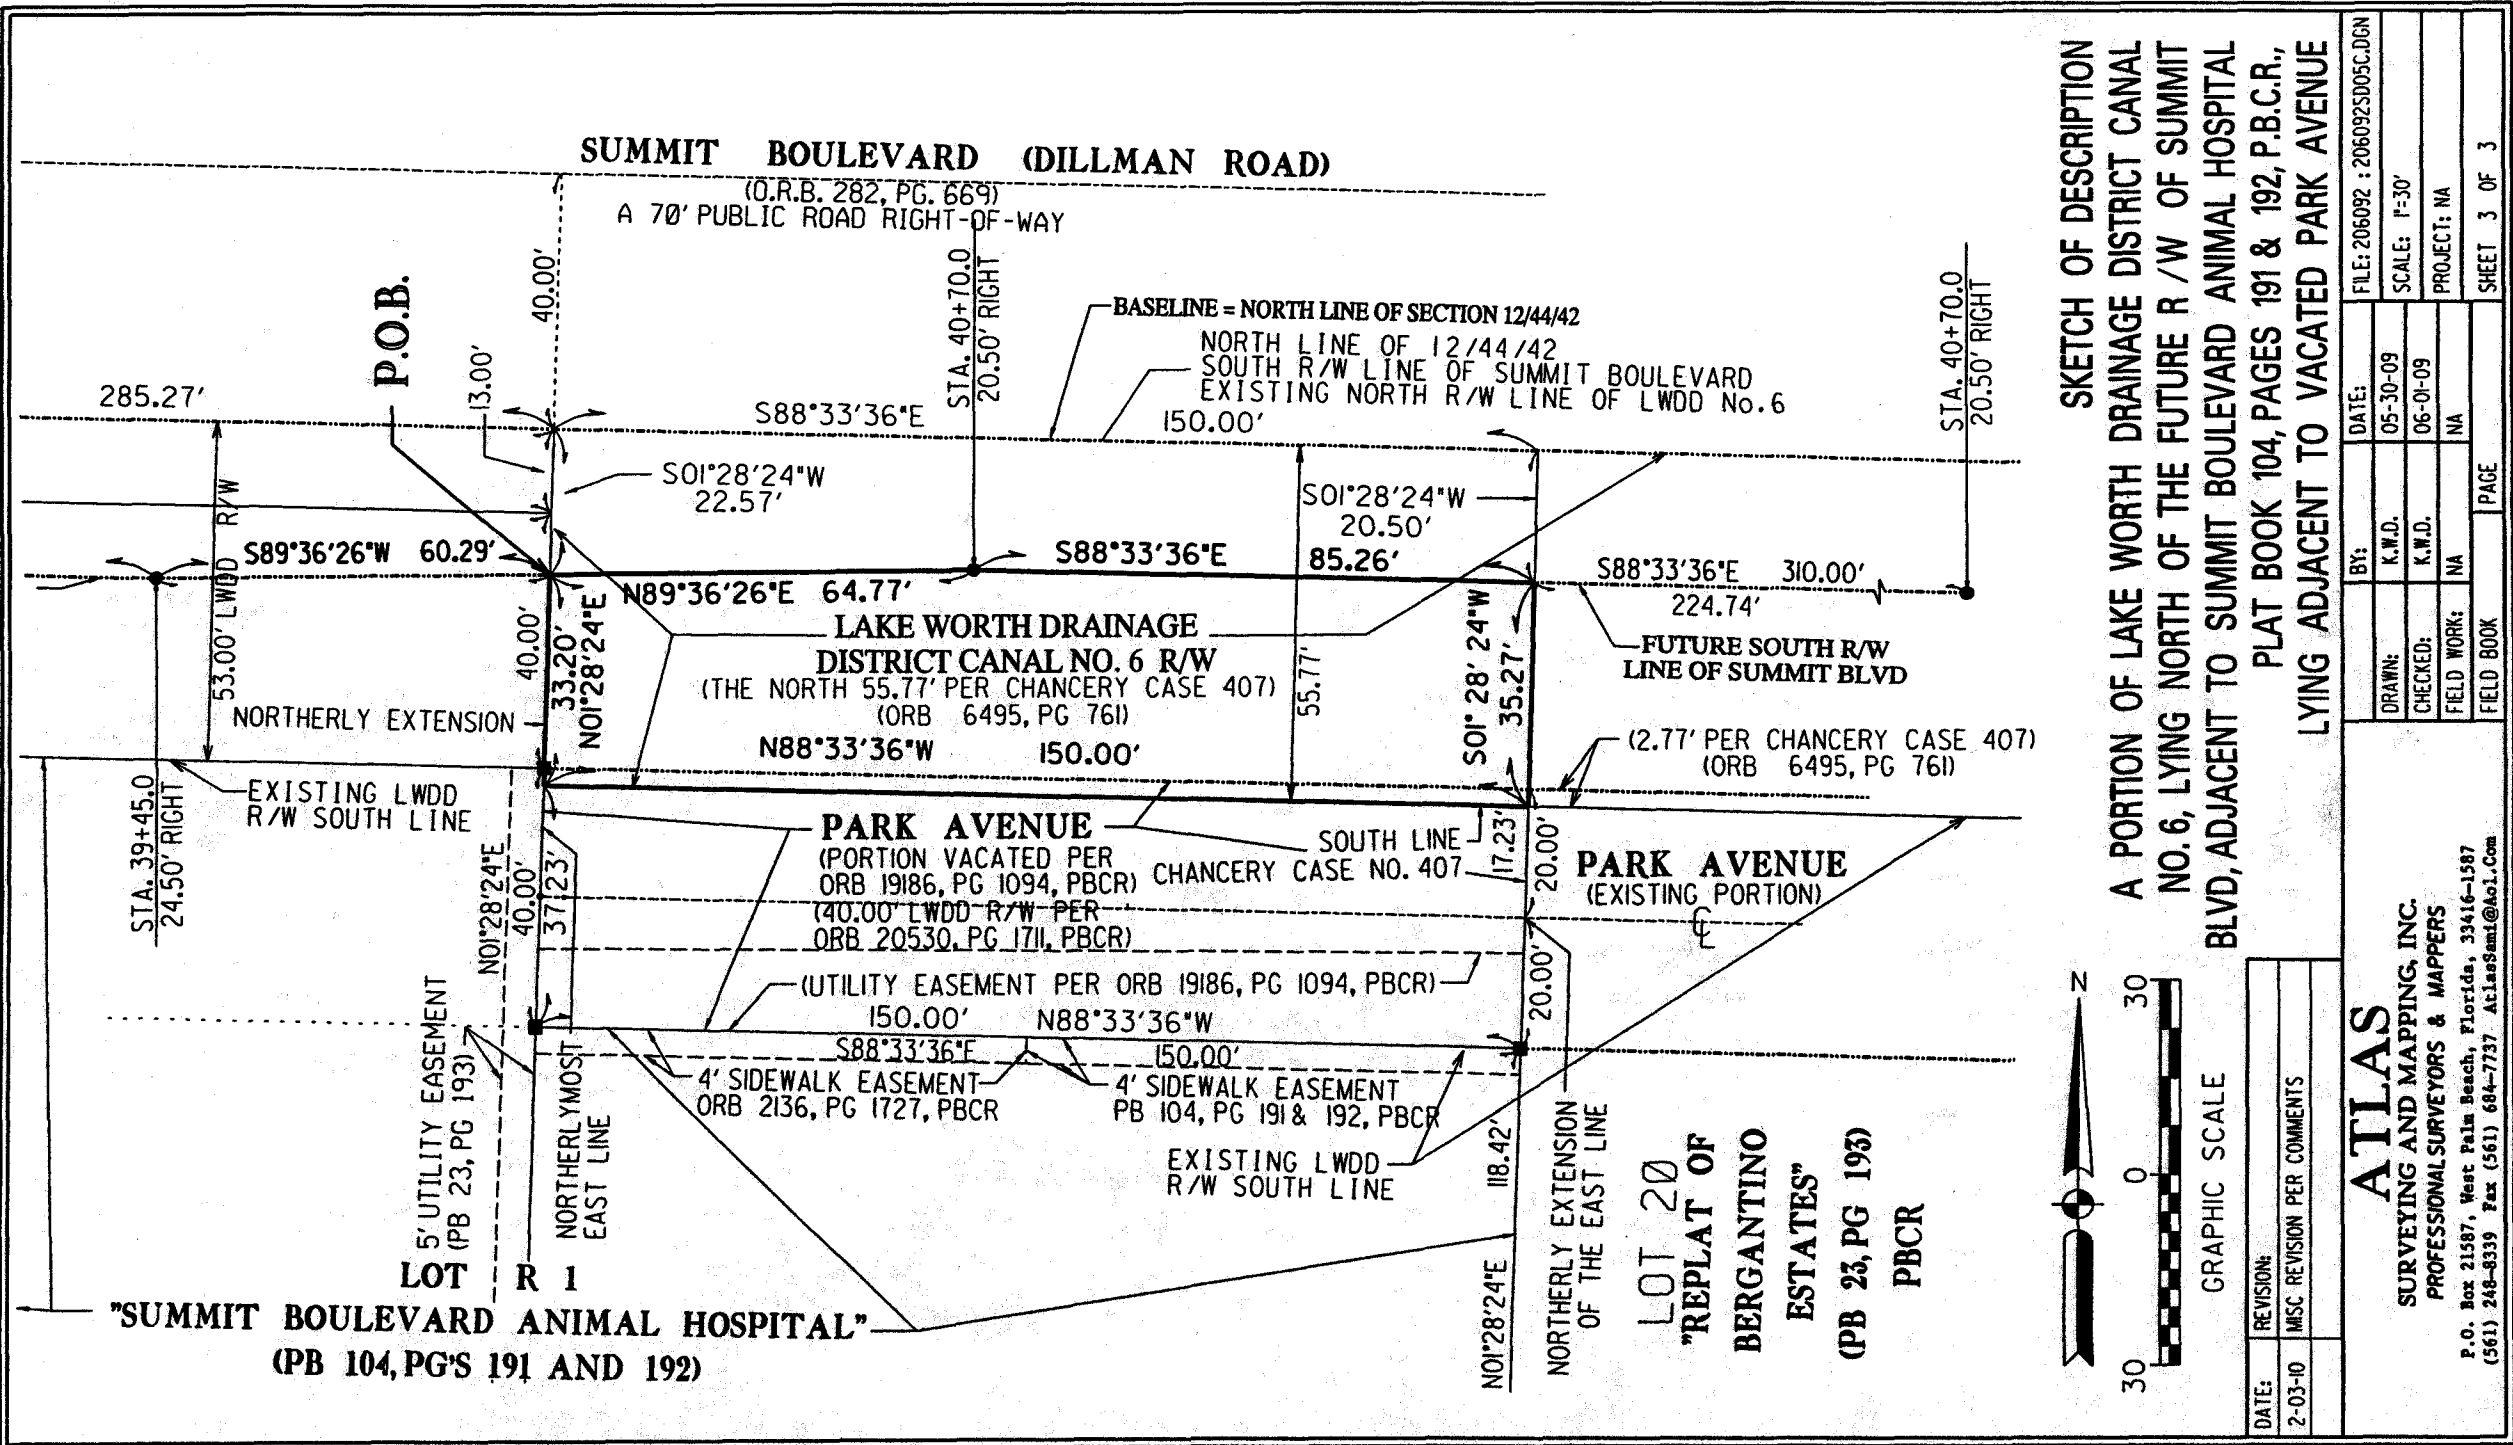 SUMMIT BOULEVARD (DILLMAN ROAD)
(O.R.B. 282, PG. 669)
A 70' PUBLIC ROAD RIGHT-OF-WAY
40.00'
P.O.B.
13.00'
STA. 40+70.0
20.50' RIGHT
BASELINE = NORTH LINE OF SECTION 12/44/42
NORTH LINE OF 12/44/42
SOUTH R/W LINE OF SUMMIT BOULEVARD
EXISTING NORTH R/W LINE OF LWDD No.6
STA. 40+70.0
20.50' RIGHT
285.27'
S88°33'36"E
150.00'
53.00' LWDD R/W
S01°28'24"W
22.57'
S01°28'24"W
20.50'
S89°36'26"W 60.29'
S88°33'36"E
85.26'
S88°33'36"E 310.00'
224.74'
N89°36'26"E 64.77'
40.00'
33.20'
N01°28'24"E
LAKE WORTH DRAINAGE
DISTRICT CANAL NO. 6 R/W
(THE NORTH 55.77' PER CHANCERY CASE 407)
(ORB 6495, PG 761)
55.77'
S01° 28' 24"W
35.27'
FUTURE SOUTH R/W
LINE OF SUMMIT BLVD
NORTHERLY EXTENSION
N88°33'36"W
150.00'
(2.77' PER CHANCERY CASE 407)
(ORB 6495, PG 761)
EXISTING LWDD
R/W SOUTH LINE
STA. 39+45.0
24.50' RIGHT
N01°28'24"E
40.00'
37.23'
PARK AVENUE
(PORTION VACATED PER
ORB 19186, PG 1094, PBCR)
(40.00' LWDD R/W PER
ORB 20530, PG 1711, PBCR)
SOUTH LINE
CHANCERY CASE NO. 407
17.23'
20.00'
20.00'
PARK AVENUE
(EXISTING PORTION)
CL
(UTILITY EASEMENT PER ORB 19186, PG 1094, PBCR)
150.00'
N88°33'36"W
S88°33'36"E
150.00'
4' SIDEWALK EASEMENT
ORB 2136, PG 1727, PBCR
4' SIDEWALK EASEMENT
PB 104, PG 191 & 192, PBCR
EXISTING LWDD
R/W SOUTH LINE
5' UTILITY EASEMENT
(PB 23, PG 193)
NORTHERLYMOST
EAST LINE
118.42'
N01°28'24"E
NORTHERLY EXTENSION
OF THE EAST LINE
LOT 20
"REPLAT OF
BERGANTINO
ESTATES"
(PB 23, PG 193)
PBCR
LOT R 1
"SUMMIT BOULEVARD ANIMAL HOSPITAL"
(PB 104, PG'S 191 AND 192)
N
30
0
30
GRAPHIC SCALE
SKETCH OF DESCRIPTION
A PORTION OF LAKE WORTH DRAINAGE DISTRICT CANAL
NO. 6, LYING NORTH OF THE FUTURE R/W OF SUMMIT
BLVD, ADJACENT TO SUMMIT BOULEVARD ANIMAL HOSPITAL
PLAT BOOK 104, PAGES 191 & 192, P.B.C.R.,
LYING ADJACENT TO VACATED PARK AVENUE
DATE: REVISION:
2-03-10 MISC REVISION PER COMMENTS
ATLAS
SURVEYING AND MAPPING, INC.
PROFESSIONAL SURVEYORS & MAPPERS
P.O. Box 21587, West Palm Beach, Florida, 33416-1587
(561) 248-8339 Fax (561) 684-7737 AtlasSami@Aol.Com
BY: DATE: FILE: 206092 : 206092SD05C.DGN
DRAWN: K.W.D. 05-30-09 SCALE: 1"=30'
CHECKED: K.W.D. 06-01-09 PROJECT: NA
FIELD WORK: NA NA
FIELD BOOK PAGE SHEET 3 OF 3